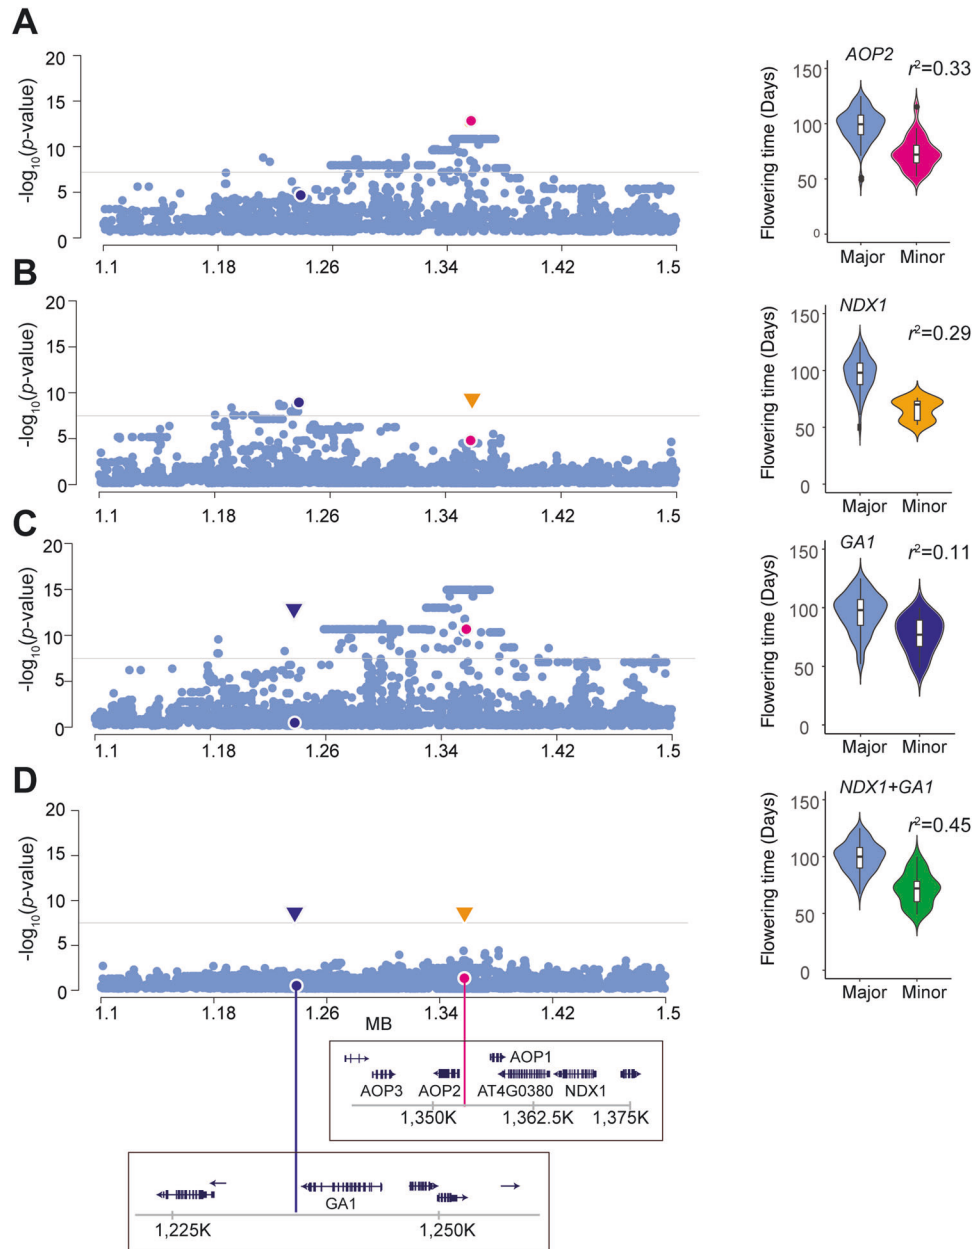 A
-log10(p-value)
20
15
10
5
0
1.1 1.18 1.26 1.34 1.42 1.5
AOP2
r2=0.33
Flowering time (Days)
150
100
50
0
Major Minor
B
-log10(p-value)
20
15
10
5
0
1.1 1.18 1.26 1.34 1.42 1.5
NDX1
r2=0.29
Flowering time (Days)
150
100
50
0
Major Minor
C
-log10(p-value)
20
15
10
5
0
1.1 1.18 1.26 1.34 1.42 1.5
GA1
r2=0.11
Flowering time (Days)
150
100
50
0
Major Minor
D
-log10(p-value)
20
15
10
5
0
1.1 1.18 1.26 1.34 1.42 1.5
MB
NDX1+GA1
r2=0.45
Flowering time (Days)
150
100
50
0
Major Minor
AOP1
AOP3 AOP2 AT4G0380 NDX1
1,350K 1,362.5K 1,375K
GA1
1,225K 1,250K